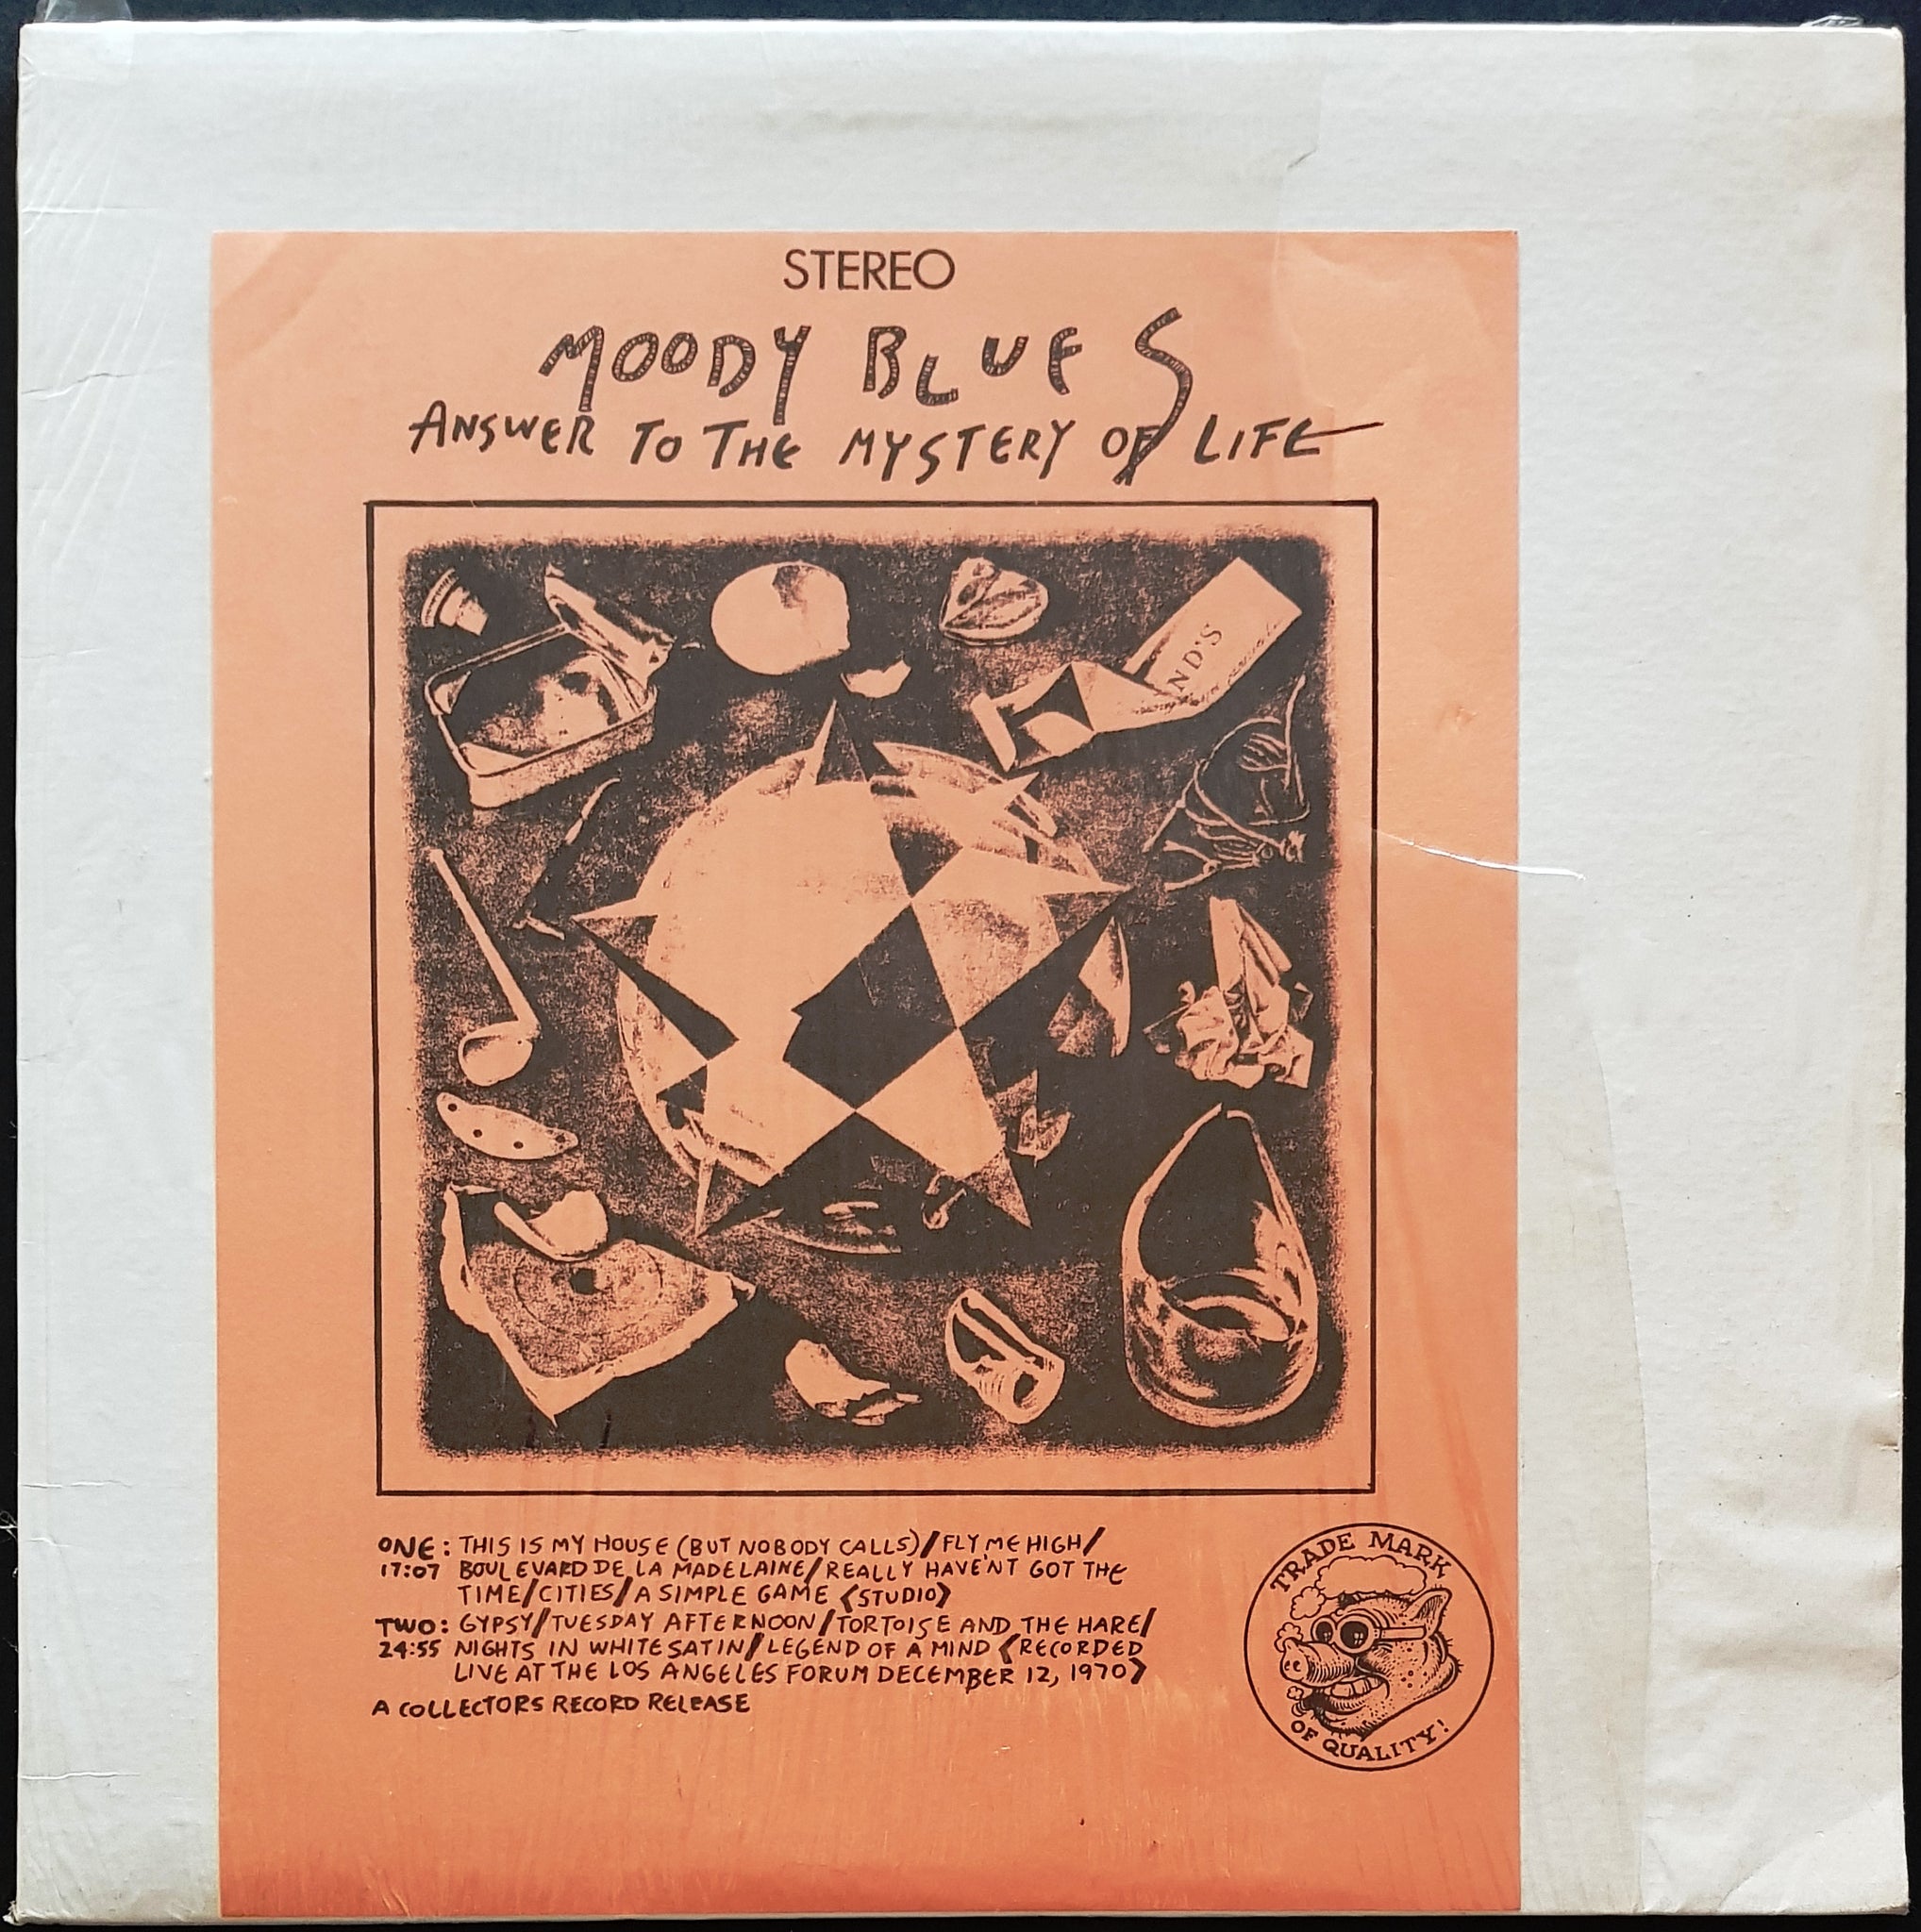 STEREO
MOODY BLUES
ANSWER TO THE MYSTERY OF LIFE
ND'S
ONE: THIS IS MY HOUSE (BUT NOBODY CALLS)/FLY ME HIGH/
17:07 BOULEVARD DE LA MADELAINE/REALLY HAVE'NT GOT THE
TIME/CITIES/A SIMPLE GAME <STUDIO>
TWO: GYPSY/TUESDAY AFTERNOON/TORTOISE AND THE HARE/
24:55 NIGHTS IN WHITE SATIN/LEGEND OF A MIND <RECORDED
LIVE AT THE LOS ANGELES FORUM DECEMBER 12, 1970>
A COLLECTORS RECORD RELEASE
TRADE MARK
OF QUALITY!